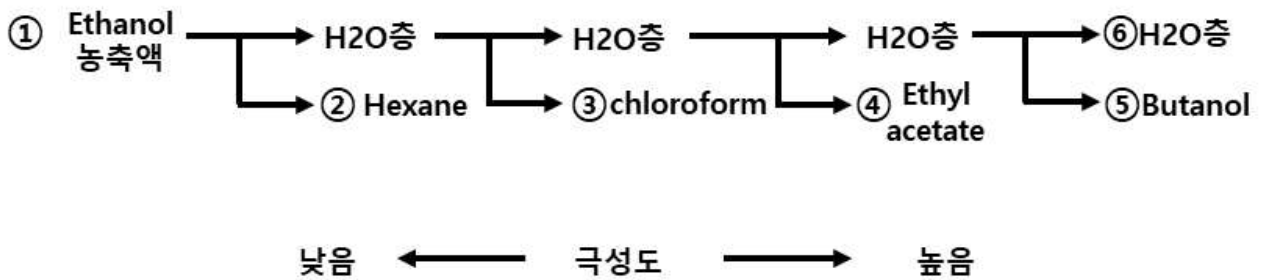 ① Ethanol 농축액
H2O층
H2O층
H2O층
⑥H2O층
② Hexane
③chloroform
④ Ethyl acetate
⑤Butanol
낮음 극성도 높음